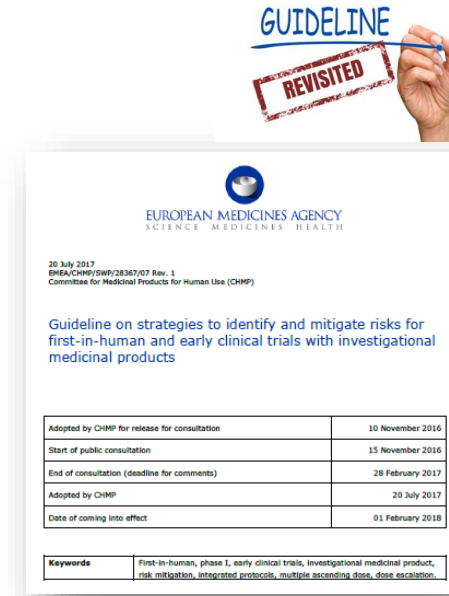 GUIDELINE
REVISITED
EUROPEAN MEDICINES AGENCY
SCIENCE MEDICINES HEALTH
20 July 2017
EMEA/CHMP/SWP/28367/07 Rev. 1
Committee for Medicinal Products for Human Use (CHMP)
Guideline on strategies to identify and mitigate risks for
first-in-human and early clinical trials with investigational
medicinal products
Adopted by CHMP for release for consultation 10 November 2016
Start of public consultation 15 November 2016
End of consultation (deadline for comments) 28 February 2017
Adopted by CHMP 20 July 2017
Date of coming into effect 01 February 2018
Keywords First-in-human, phase I, early clinical trials, investigational medicinal product,
risk mitigation, integrated protocols, multiple ascending dose, dose escalation.